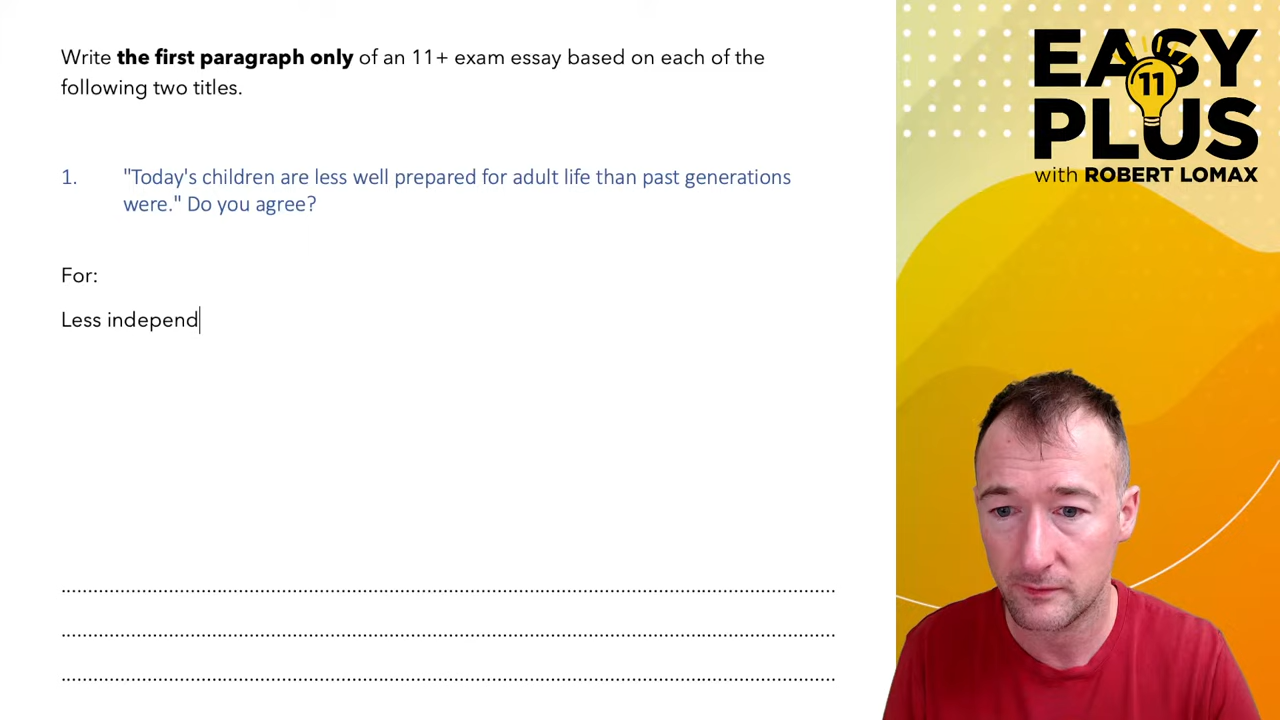 Write the first paragraph only of an 11+ exam essay based on each of the
following two titles.
1. "Today's children are less well prepared for adult life than past generations
were." Do you agree?
For:
Less independ
................................................................................
................................................................................
................................................................................
EASY
11
PLUS
with ROBERT LOMAX